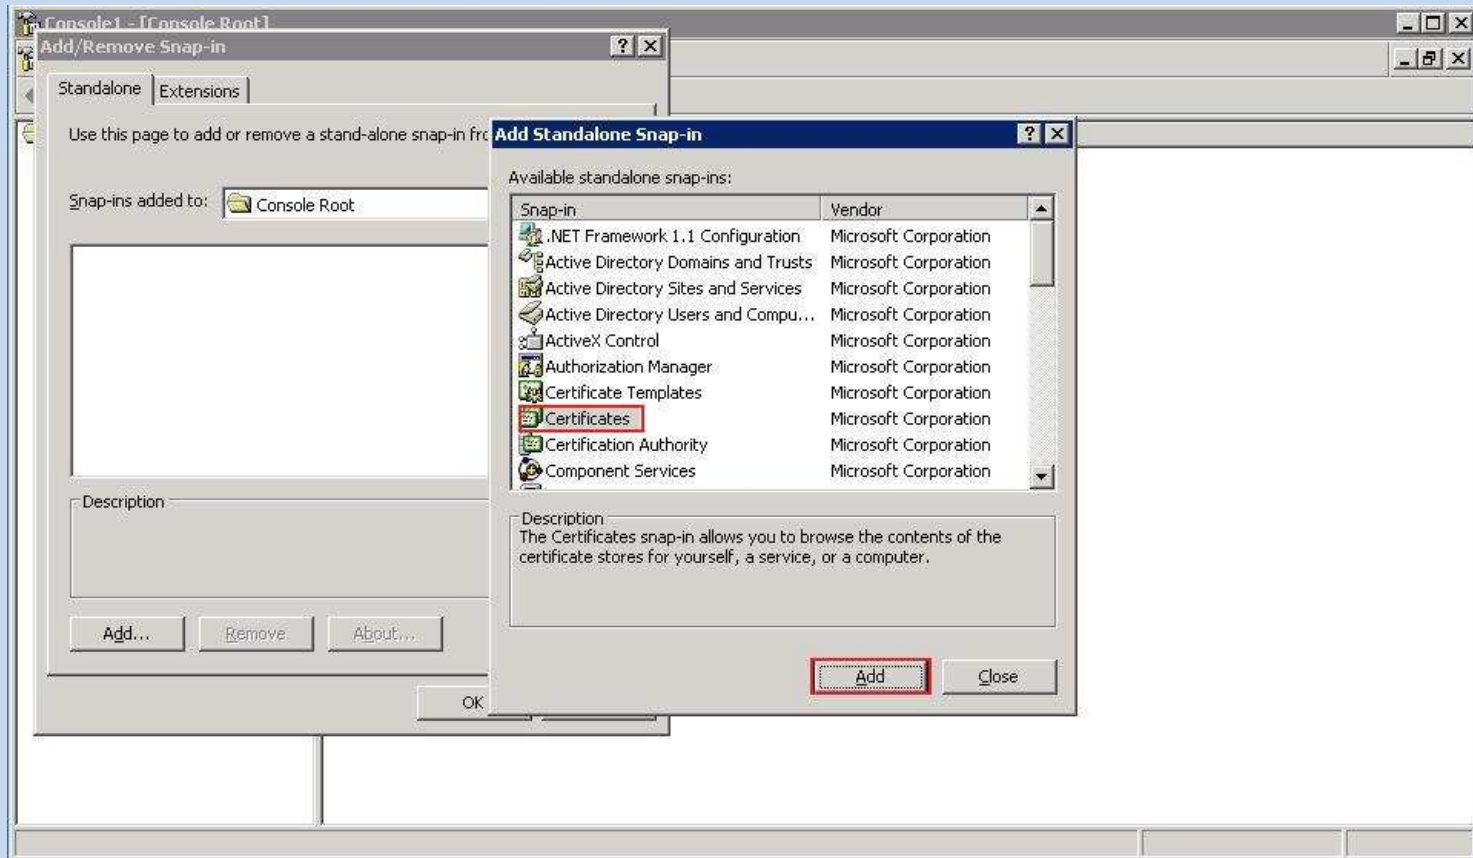 Console1 - [Console Root]
Add/Remove Snap-in
Standalone
Extensions
Use this page to add or remove a stand-alone snap-in fro
Snap-ins added to:
Console Root
Description
Add...
Remove
About...
OK
Add Standalone Snap-in
Available standalone snap-ins:
Snap-in Vendor
.NET Framework 1.1 Configuration Microsoft Corporation
Active Directory Domains and Trusts Microsoft Corporation
Active Directory Sites and Services Microsoft Corporation
Active Directory Users and Compu... Microsoft Corporation
ActiveX Control Microsoft Corporation
Authorization Manager Microsoft Corporation
Certificate Templates Microsoft Corporation
Certificates Microsoft Corporation
Certification Authority Microsoft Corporation
Component Services Microsoft Corporation
Description
The Certificates snap-in allows you to browse the contents of the
certificate stores for yourself, a service, or a computer.
Add
Close